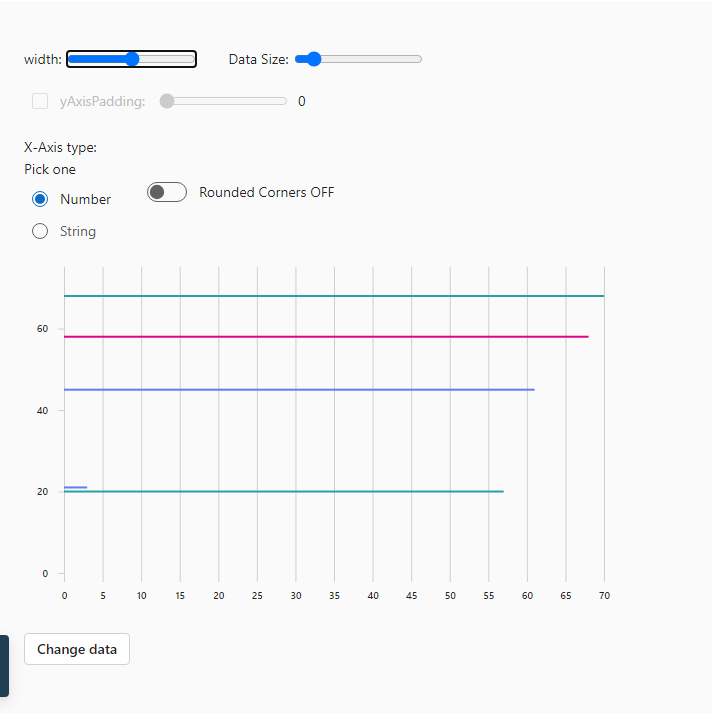 width: Data Size:
yAxisPadding: 0
X-Axis type:
Pick one
Number Rounded Corners OFF
String
60
40
20
0
0 5 10 15 20 25 30 35 40 45 50 55 60 65 70
Change data